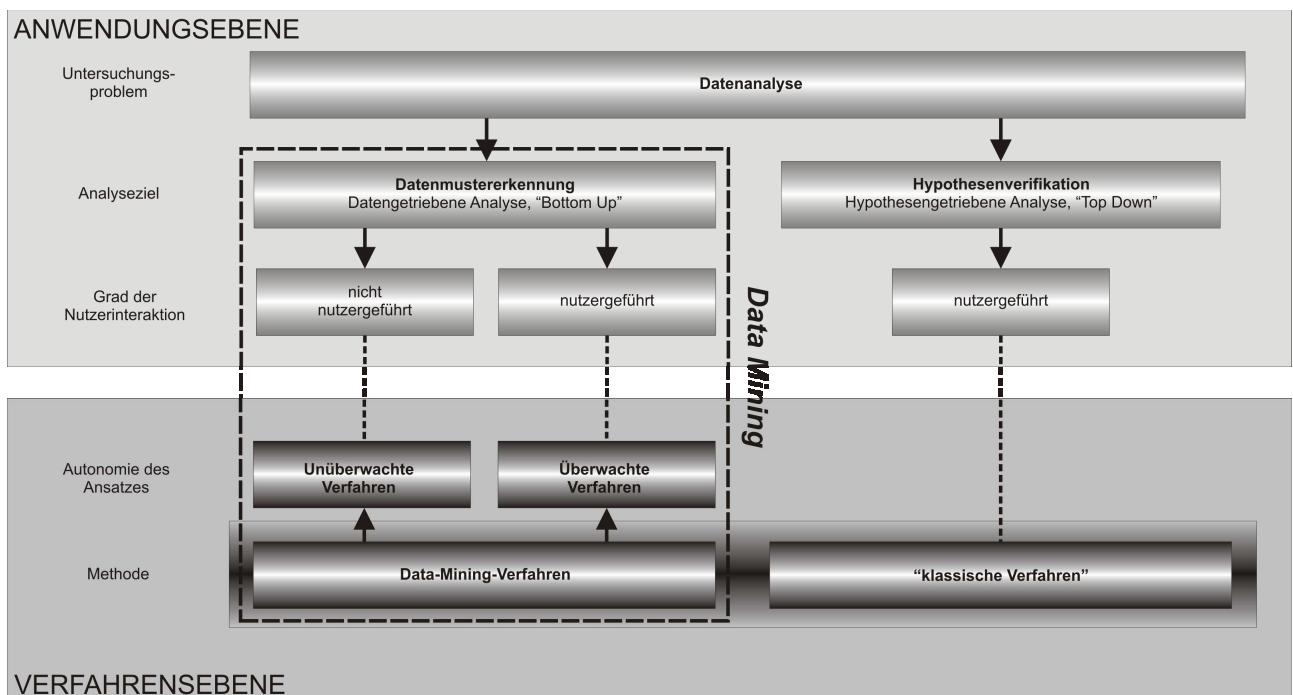 ANWENDUNGSEBENE
Untersuchungs-
problem
Datenanalyse
Analyseziel
Datenmustererkennung
Datengetriebene Analyse, “Bottom Up”
Hypothesenverifikation
Hypothesengetriebene Analyse, “Top Down”
Grad der
Nutzerinteraktion
nicht
nutzergeführt
nutzergeführt
nutzergeführt
Data Mining
Autonomie des
Ansatzes
Unüberwachte
Verfahren
Überwachte
Verfahren
Methode
Data-Mining-Verfahren
“klassische Verfahren”
VERFAHRENSEBENE